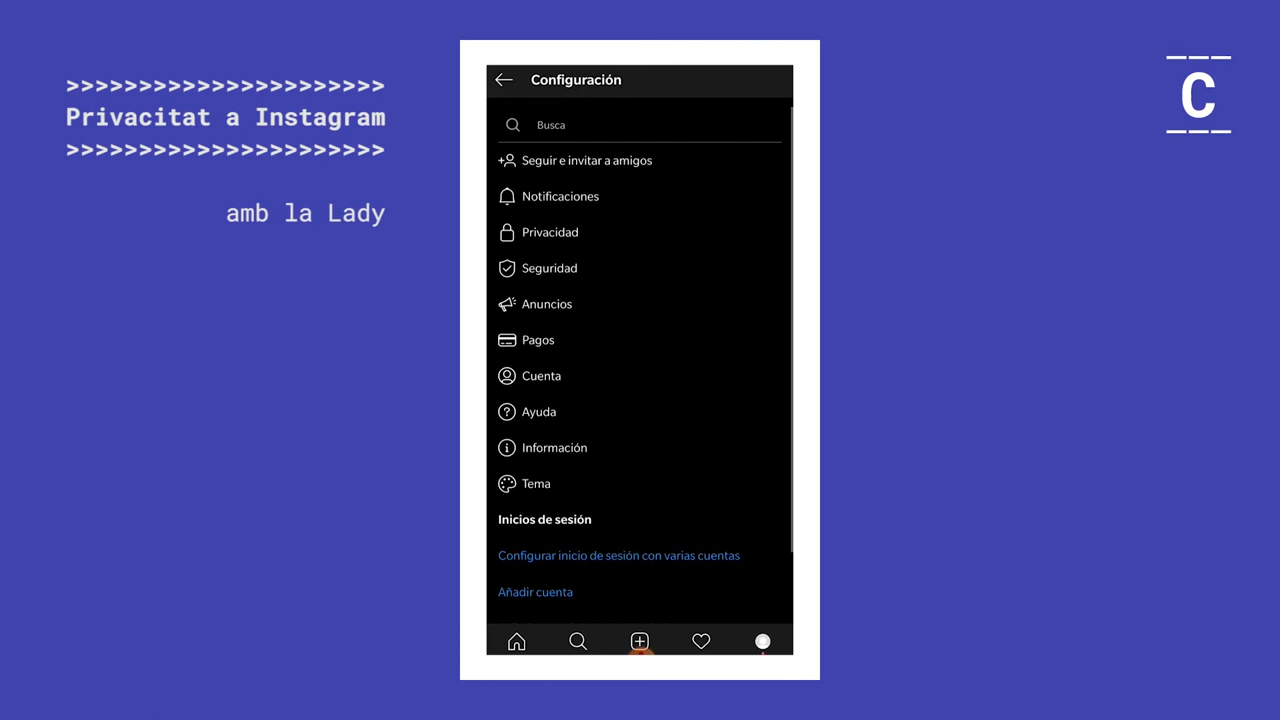 >>>>>>>>>>>>>>>>>>>>>>
Privacitat a Instagram
>>>>>>>>>>>>>>>>>>>>>>
amb la Lady
C
Configuración
Busca
Seguir e invitar a amigos
Notificaciones
Privacidad
Seguridad
Anuncios
Pagos
Cuenta
Ayuda
Información
Tema
Inicios de sesión
Configurar inicio de sesión con varias cuentas
Añadir cuenta